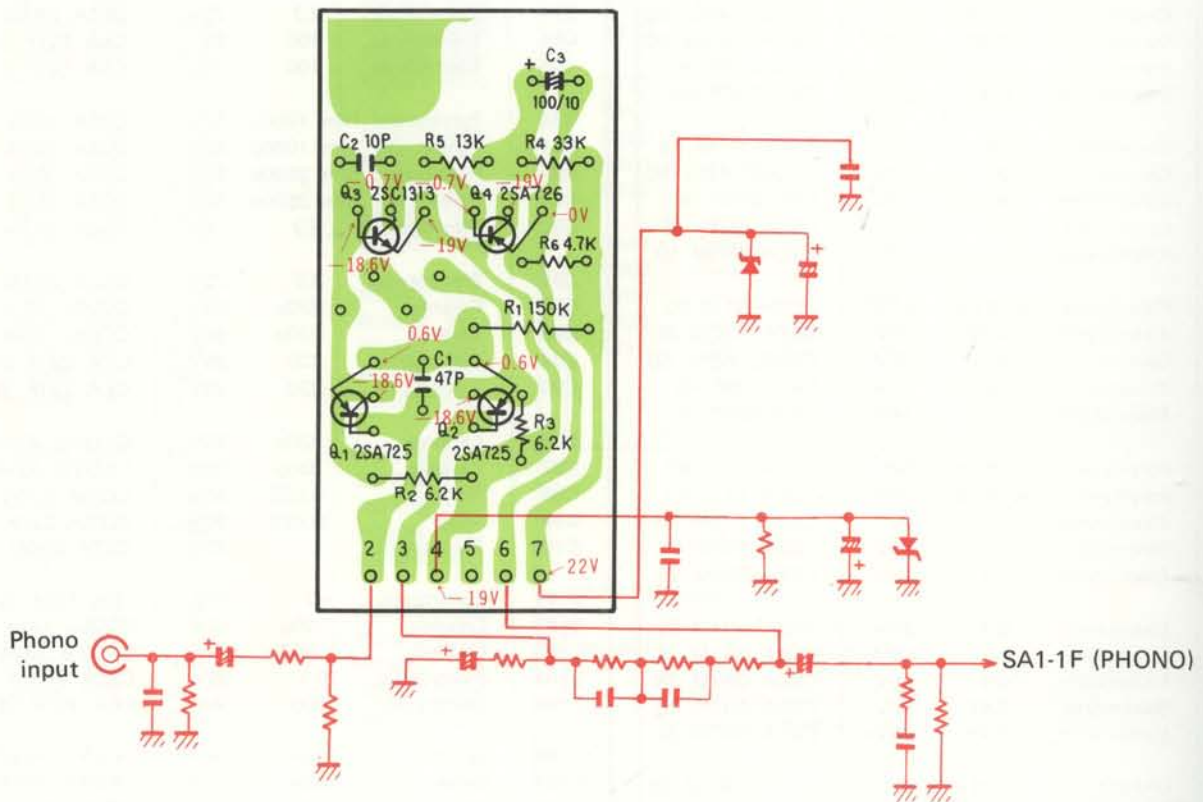 C3
+
100/10
C2 10P R5 13K R4 33K
−0.7V −0.7V −19V
Q3 2SC1313 Q4 2SA726
−0V
−19V
R6 4.7K
−18.6V
R1 150K
0.6V
C1
0.6V
−18.6V
47P
−18.6V
Q2
R3
6.2K
Q1 2SA725
2SA725
R2 6.2K
2 3 4 5 6 7
22V
−19V
+
+
Phono
input
+
+
+
SA1-1F (PHONO)